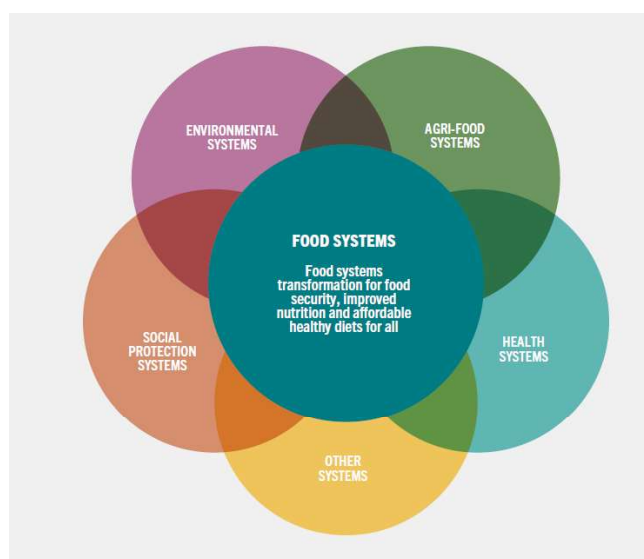 ENVIRONMENTAL
SYSTEMS
AGRI-FOOD
SYSTEMS
FOOD SYSTEMS
Food systems
transformation for food
security, improved
nutrition and affordable
healthy diets for all
SOCIAL
PROTECTION
SYSTEMS
HEALTH
SYSTEMS
OTHER
SYSTEMS